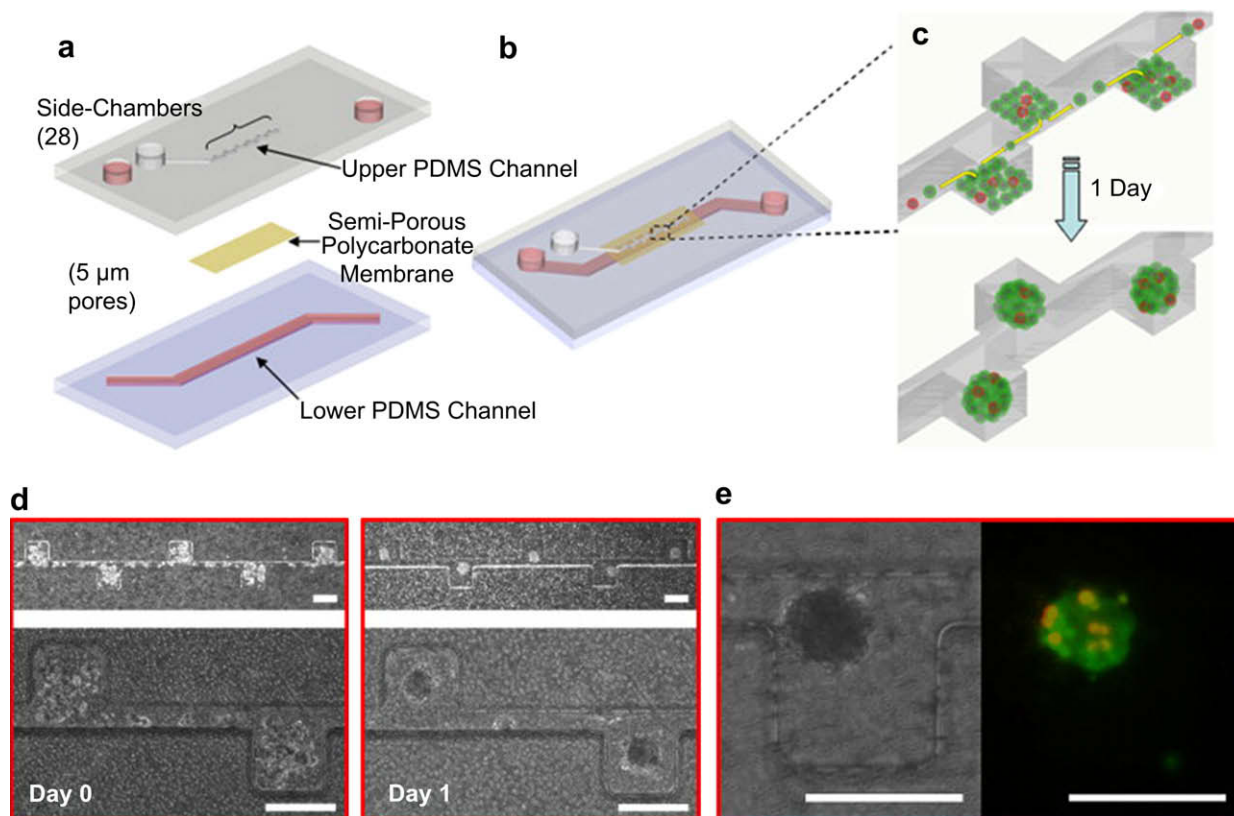 a
b
c
Side-Chambers
(28)
Upper PDMS Channel
Semi-Porous
Polycarbonate
Membrane
(5 µm
pores)
Lower PDMS Channel
1 Day
d
e
Day 0
Day 1